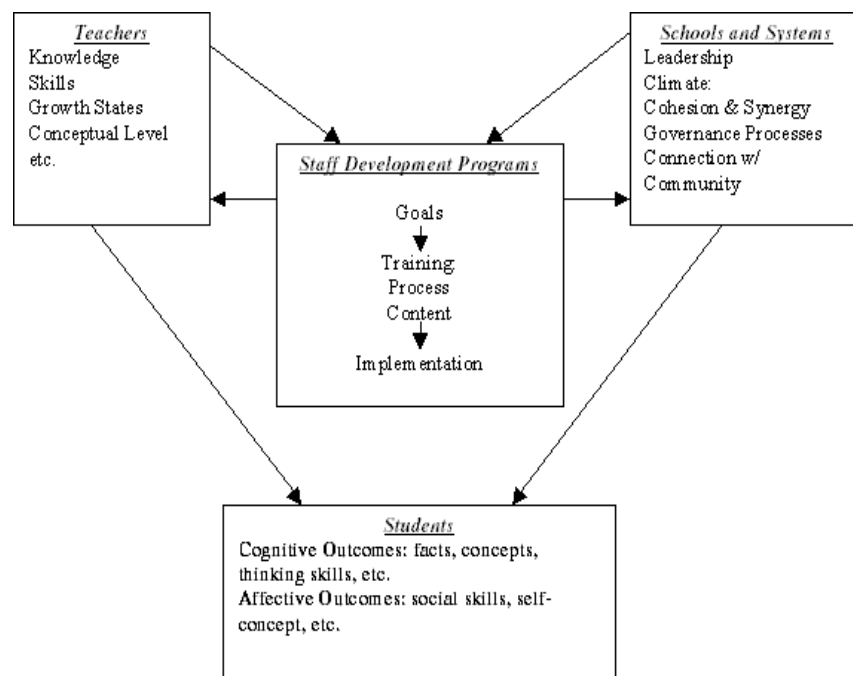 Teachers
Knowledge
Skills
Growth States
Conceptual Level
etc.
Schools and Systems
Leadership
Climate:
Cohesion & Synergy
Governance Processes
Connection w/
Community
Staff Development Programs
Goals
Training:
Process
Content
Implementation
Students
Cognitive Outcomes: facts, concepts,
thinking skills, etc.
Affective Outcomes: social skills, self-
concept, etc.